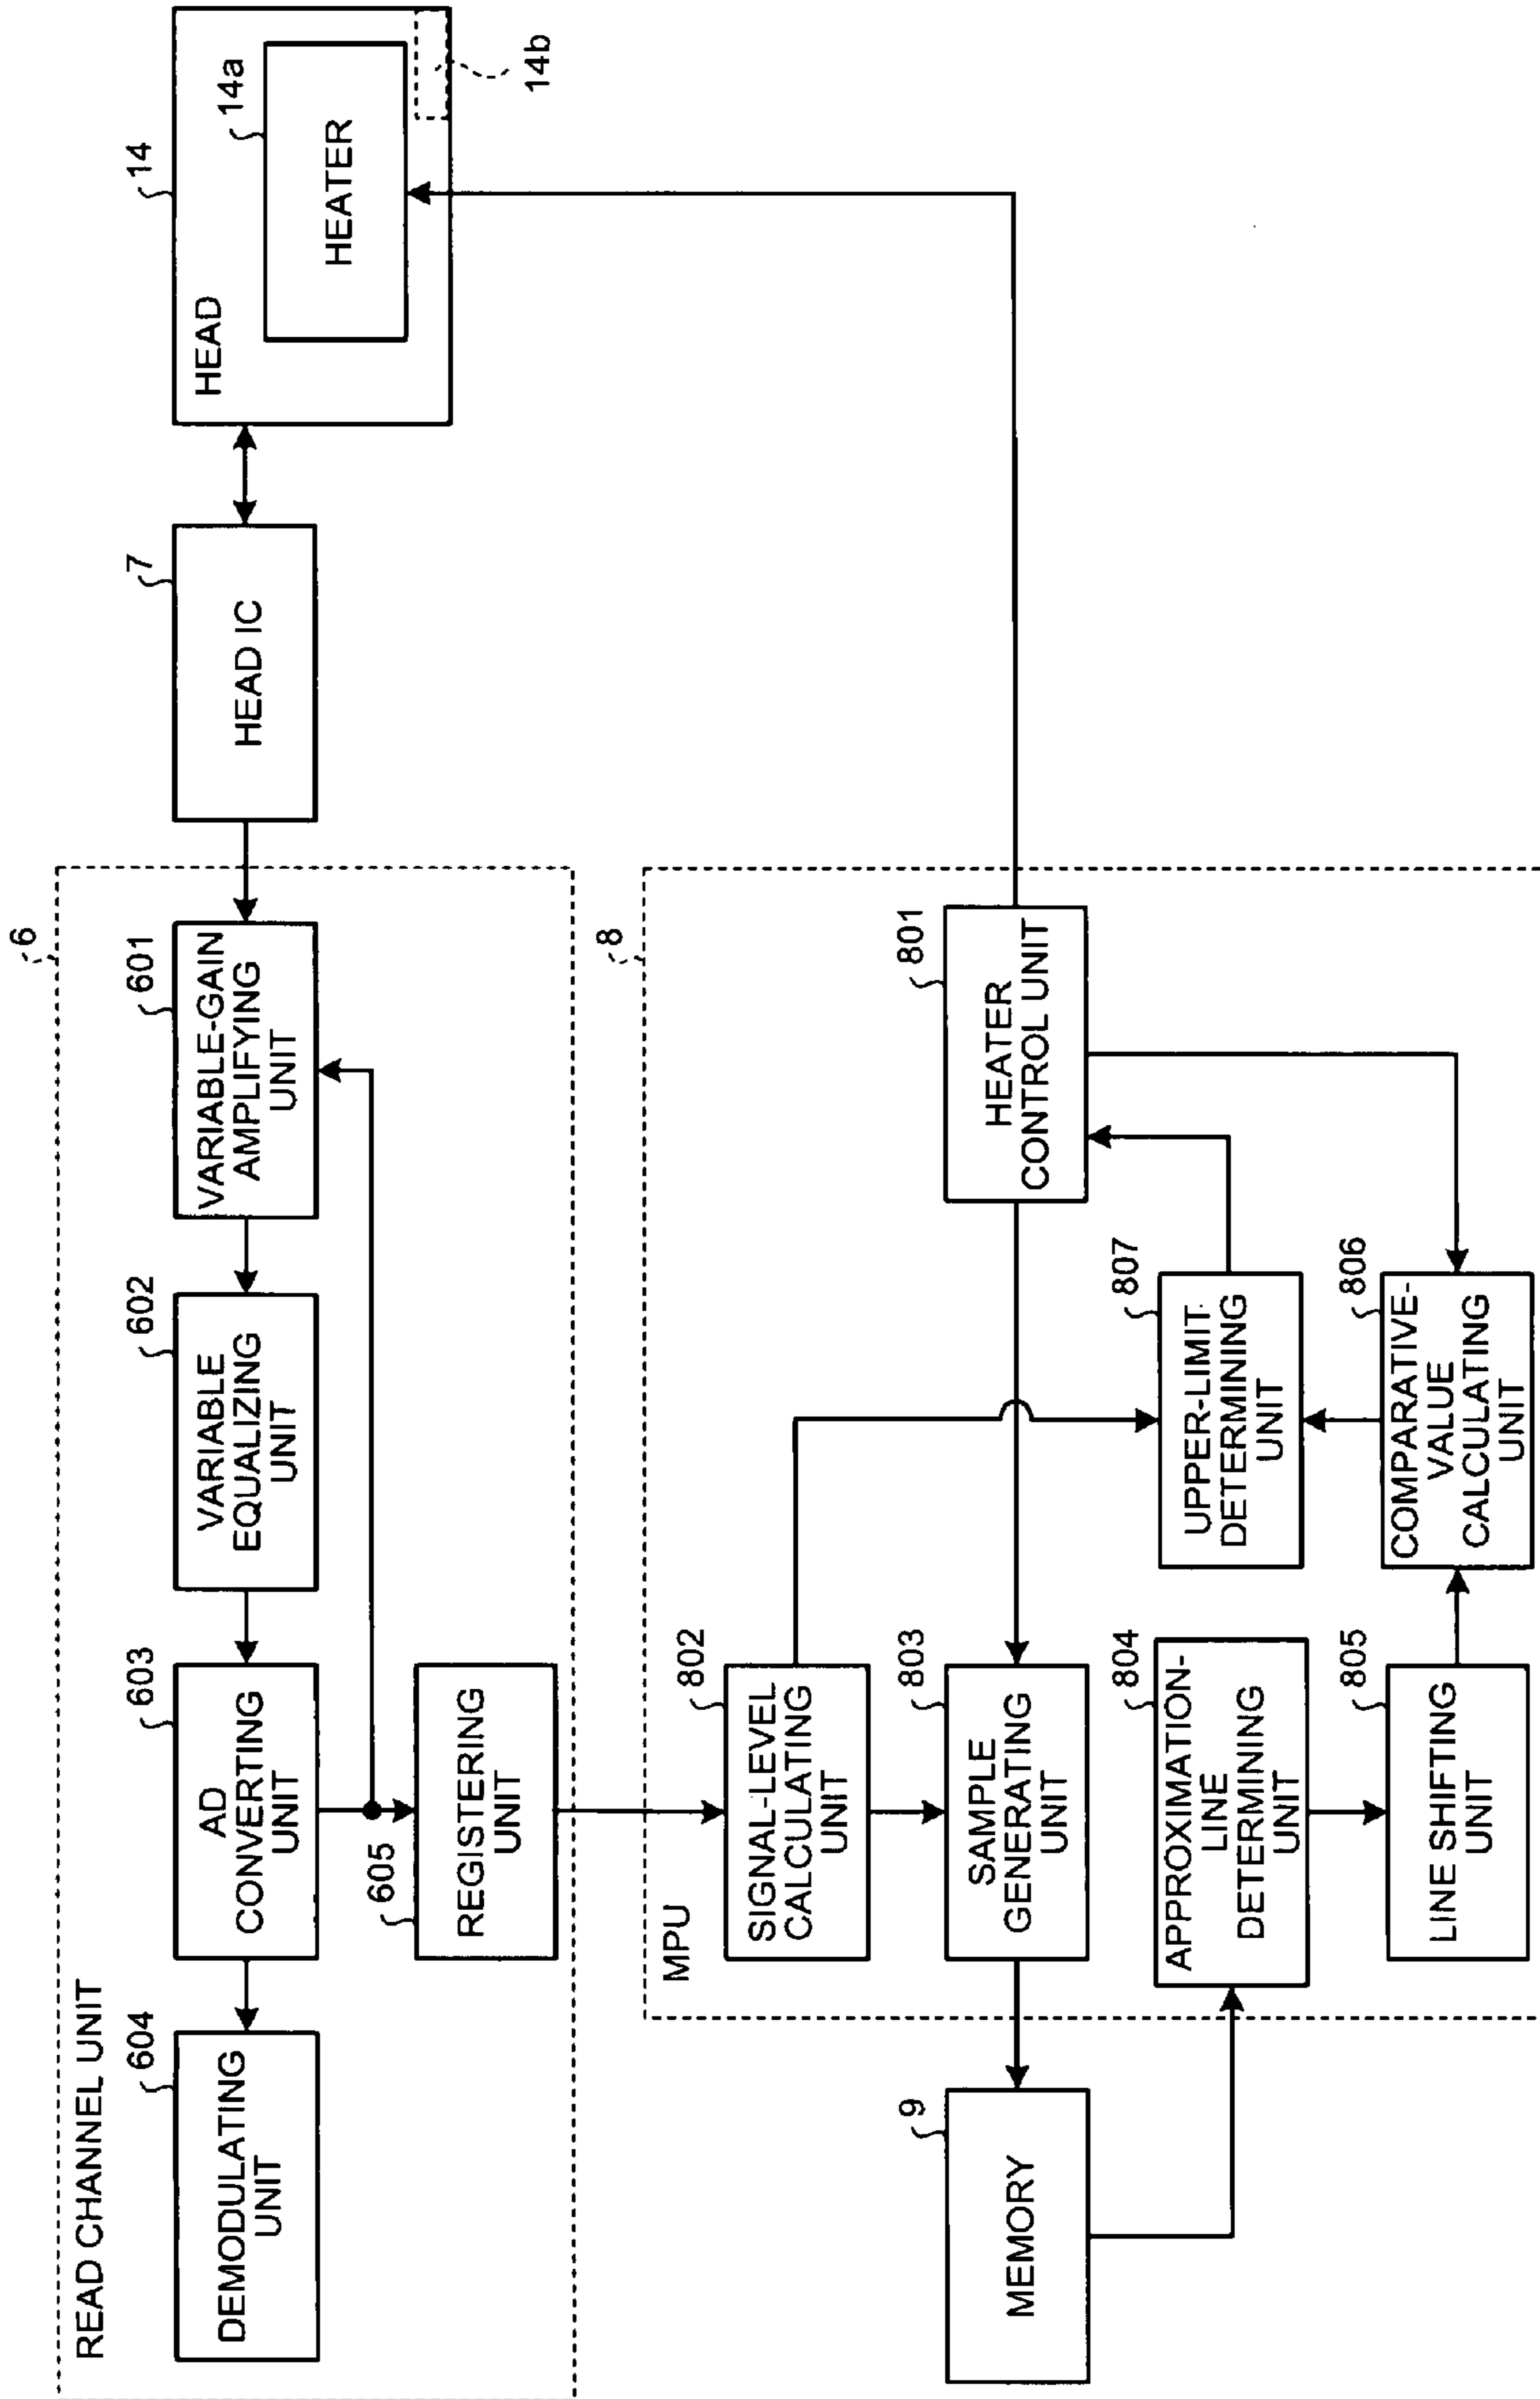 READ CHANNEL UNIT
6
604
DEMODULATING
UNIT
603
AD
CONVERTING
UNIT
602
VARIABLE
EQUALIZING
UNIT
601
VARIABLE-GAIN
AMPLIFYING
UNIT
605
REGISTERING
UNIT
7
HEAD IC
14
HEAD
14a
HEATER
14b
8
MPU
802
SIGNAL-LEVEL
CALCULATING
UNIT
803
SAMPLE
GENERATING
UNIT
801
HEATER
CONTROL UNIT
9
MEMORY
804
APPROXIMATION-
LINE
DETERMINING
UNIT
807
UPPER-LIMIT
DETERMINING
UNIT
805
LINE SHIFTING
UNIT
806
COMPARATIVE-
VALUE
CALCULATING
UNIT